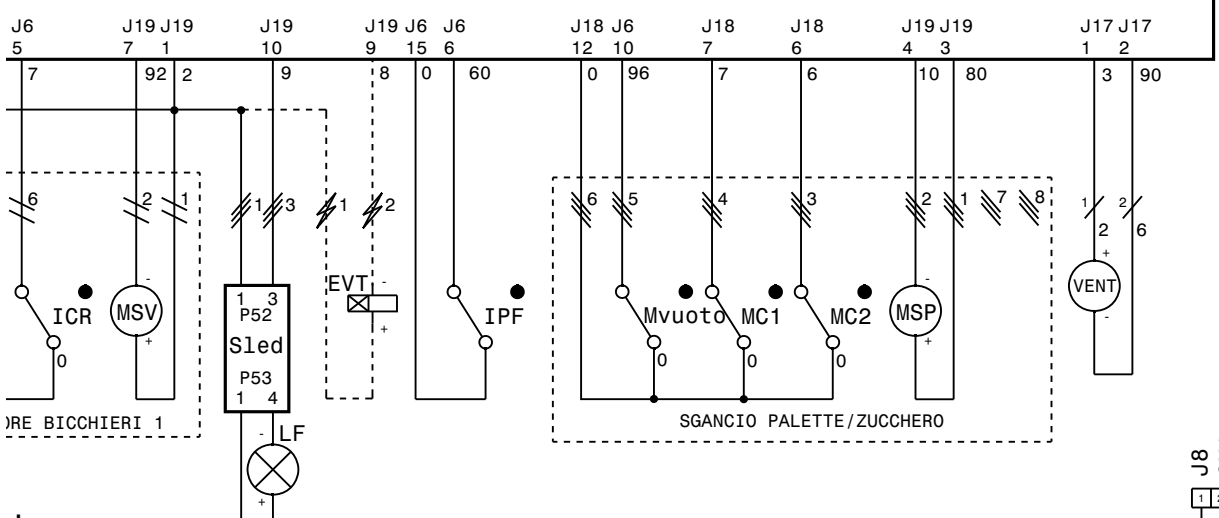 J6 J19 J19 J19 J19 J6 J6 J18 J6 J18 J18 J19 J19 J17 J17
5 7 1 10 9 15 6 12 10 7 6 4 3 1 2
7 92 2 9 8 0 60 0 96 7 6 10 80 3 90
6 2 1 1 3 1 2 6 5 4 3 2 1 7 8 1 2
2 6
- EVT - - +
ICR MSV 1 3 IPF Mvuoto MC1 MC2 MSP VENT
P52
+ Sled + + -
0 0 0 0
P53
1 4
ORE BICCHIERI 1 SGANCIO PALETTE/ZUCCHERO
- LF
+
J8
1 2